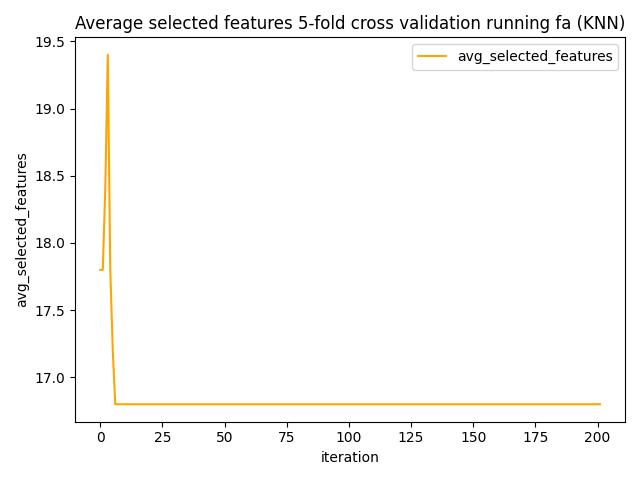 Average selected features 5-fold cross validation running fa (KNN)
avg_selected_features
19.5
19.0
18.5
18.0
17.5
17.0
avg_selected_features
0 25 50 75 100 125 150 175 200
iteration